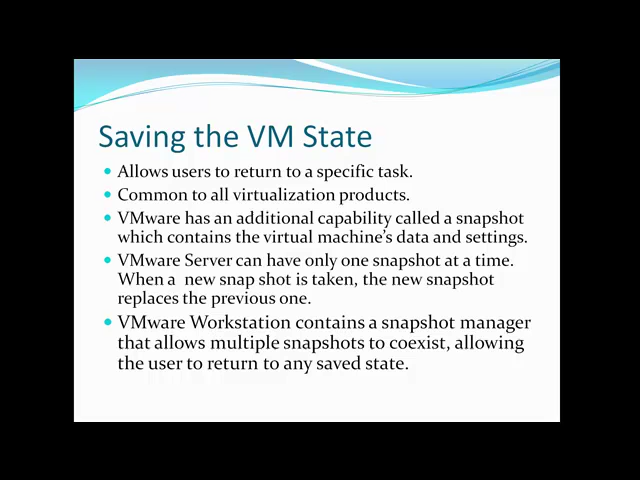 Saving the VM State
• Allows users to return to a specific task.
• Common to all virtualization products.
• VMware has an additional capability called a snapshot
which contains the virtual machine's data and settings.
• VMware Server can have only one snapshot at a time.
When a  new snap shot is taken, the new snapshot
replaces the previous one.
• VMware Workstation contains a snapshot manager
that allows multiple snapshots to coexist, allowing
the user to return to any saved state.